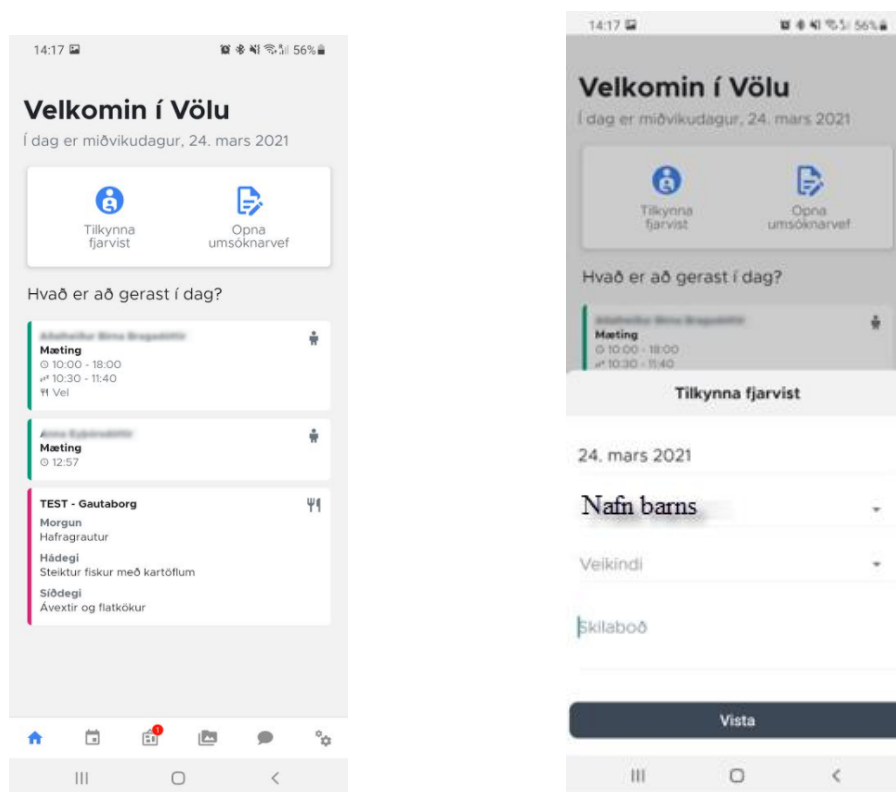 14:17
56%
Velkomin í Völu
Í dag er miðvikudagur, 24. mars 2021
Tilkynna
fjarvist
Opna
umsóknarvef
Hvað er að gerast í dag?
Mæting
10:00 - 18:00
10:30 - 11:40
Vel
Mæting
12:57
TEST - Gautaborg
Morgun
Hafragrautur
Hádegi
Steiktur fiskur með kartöflum
Síðdegi
Ávextir og flatkökur
1
14:17
56%
Velkomin í Völu
Í dag er miðvikudagur, 24. mars 2021
Tilkynna
fjarvist
Opna
umsóknarvef
Hvað er að gerast í dag?
Mæting
10:00 - 18:00
10:30 - 11:40
Tilkynna fjarvist
24. mars 2021
Nafn barns
Veikindi
Skilaboð
Vista